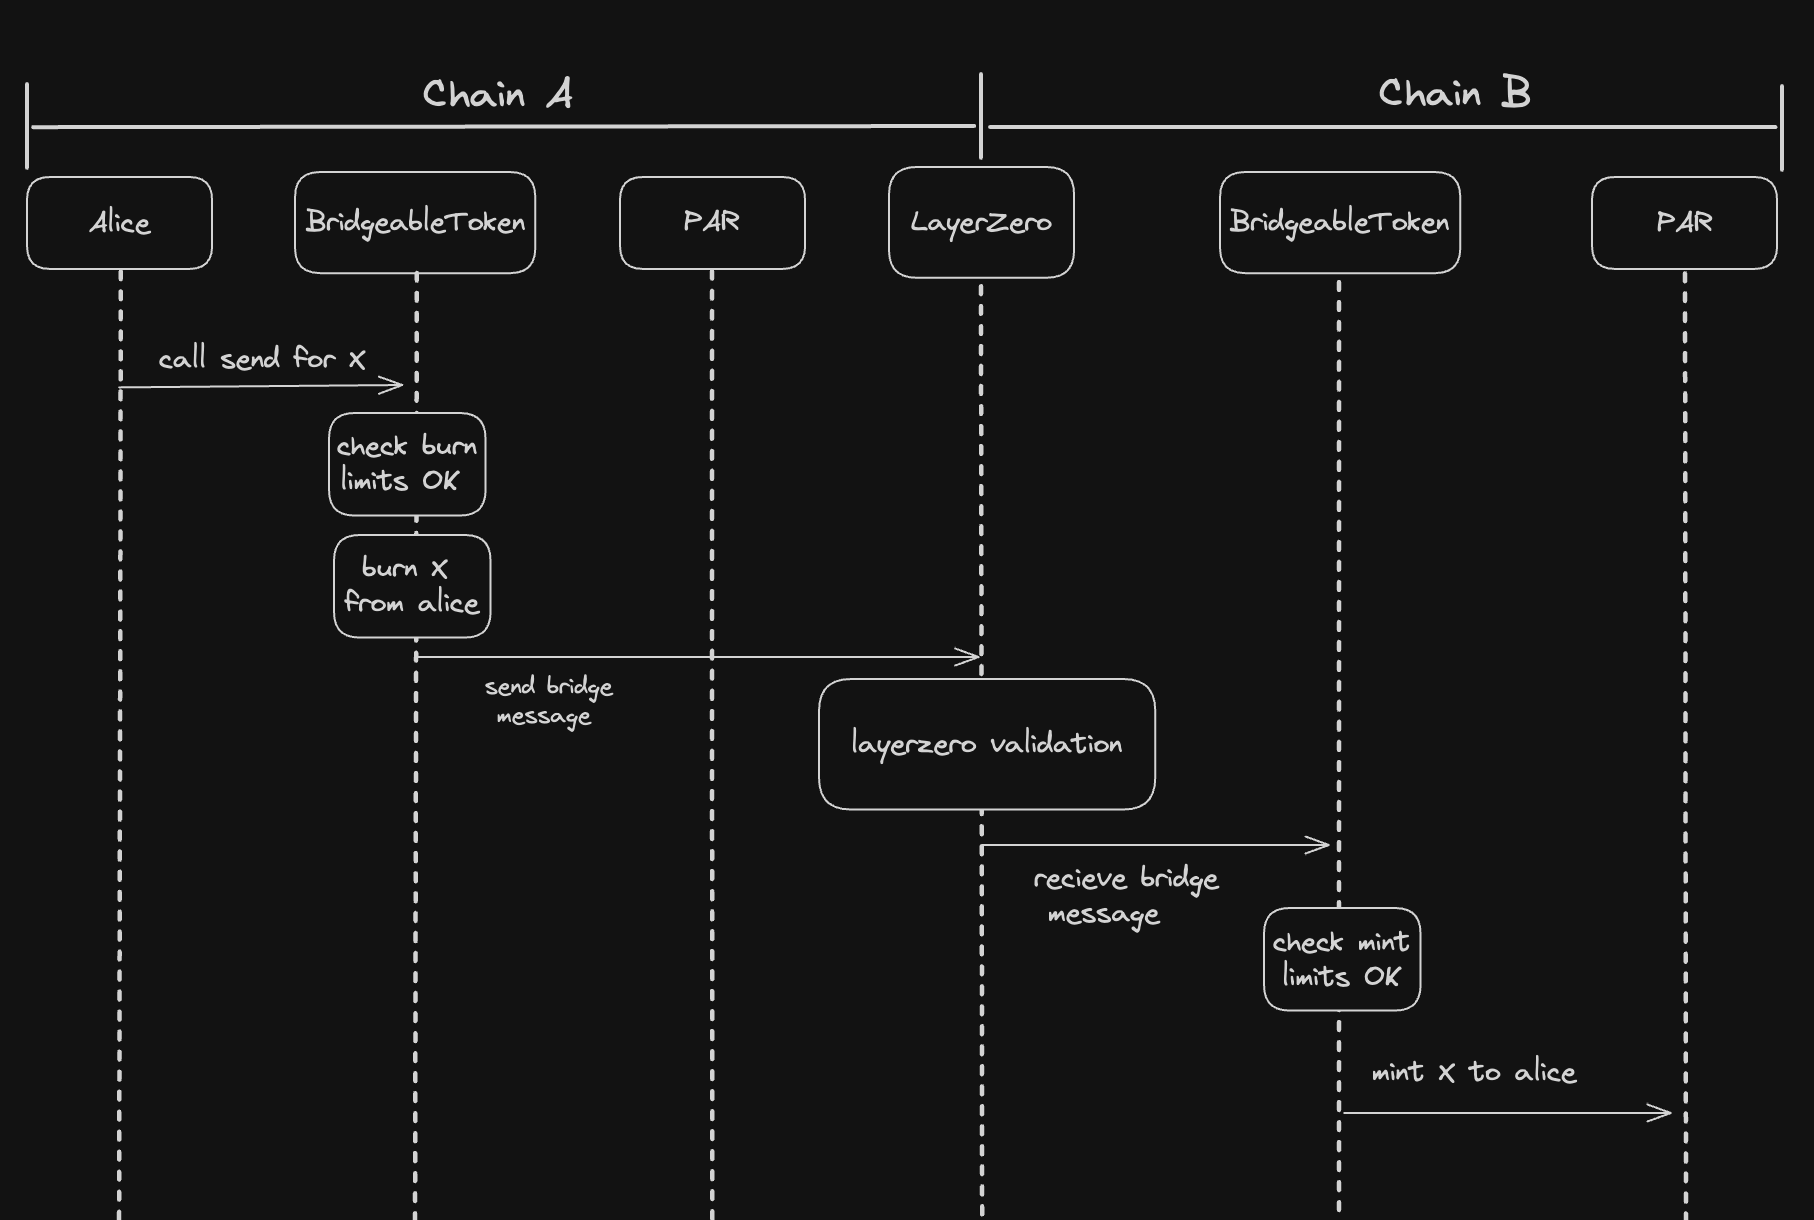 Chain A
Chain B
Alice
BridgeableToken
PAR
LayerZero
BridgeableToken
PAR
call send for X
check burn
limits OK
burn X
from alice
send bridge
message
layerzero validation
recieve bridge
message
check mint
limits OK
mint X to alice